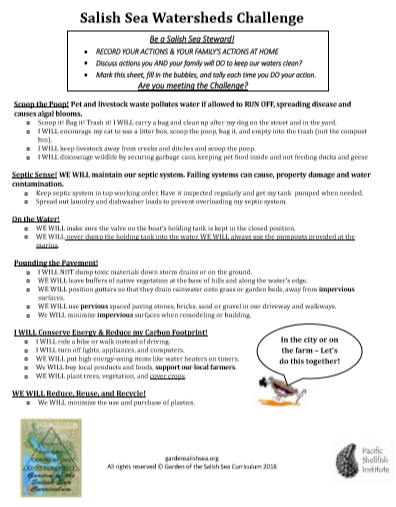 Salish Sea Watersheds Challenge
Be a Salish Sea Steward!
• RECORD YOUR ACTIONS & YOUR FAMILY'S ACTIONS AT HOME
• Discuss actions you AND your family will DO to keep our waters clean?
• Mark this sheet, fill in the bubbles, and tally each time you DO your action.
Are you meeting the Challenge?
Scoop the Poop! Pet and livestock waste pollutes water if allowed to RUN OFF, spreading disease and
causes algal blooms.
o Scoop it! Bag it! Trash it! I WILL carry a bag and clean up after my dog on the street and in the yard.
o I WILL encourage my cat to use a litter box, scoop the poop, bag it, and empty into the trash (not the compost
bin).
o I WILL keep livestock away from creeks and ditches and scoop the poop.
o I WILL discourage wildlife by securing garbage cans, keeping pet food inside and not feeding ducks and geese
Septic Sense! WE WILL maintain our septic system. Failing systems can cause, property damage and water
contamination.
o Keep septic system in top working order. Have it inspected regularly and get my tank pumped when needed.
o Spread out laundry and dishwasher loads to prevent overloading my septic system.
On the Water!
o WE WILL make sure the valve on the boat's holding tank is kept in the closed position.
o WE WILL never dump the holding tank into the water. WE WILL always use the pumpouts provided at the
marina.
Pounding the Pavement!
o I WILL NOT dump toxic materials down storm drains or on the ground.
o WE WILL leave buffers of native vegetation at the base of hills and along the water's edge.
o WE WILL position gutters so that they drain rainwater onto grass or garden beds, away from impervious
surfaces.
o WE WILL use pervious spaced paving stones, bricks, sand or gravel in our driveway and walkways.
o We WILL minimize impervious surfaces when remodeling or building.
I WILL Conserve Energy & Reduce my Carbon Footprint!
o I WILL ride a bike or walk instead of driving.
o I WILL turn off lights, appliances, and computers.
o WE WILL put high energy-using items like water heaters on timers.
o We WILL buy local products and foods, support our local farmers.
o WE WILL plant trees, vegetation, and cover crops.
In the city or on
the farm – Let's
do this together!
WE WILL Reduce, Reuse, and Recycle!
o We WILL minimize the use and purchase of plastics.
Garden of the
Salish Sea
Curriculum
gardensalishsea.org
All rights reserved © Garden of the Salish Sea Curriculum 2018
Pacific
Shellfish
Institute